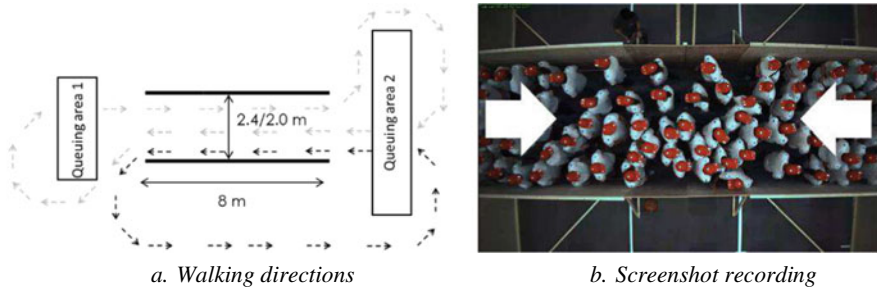 Queuing area 1
2.4/2.0 m
Queuing area 2
8 m
a. Walking directions
b. Screenshot recording